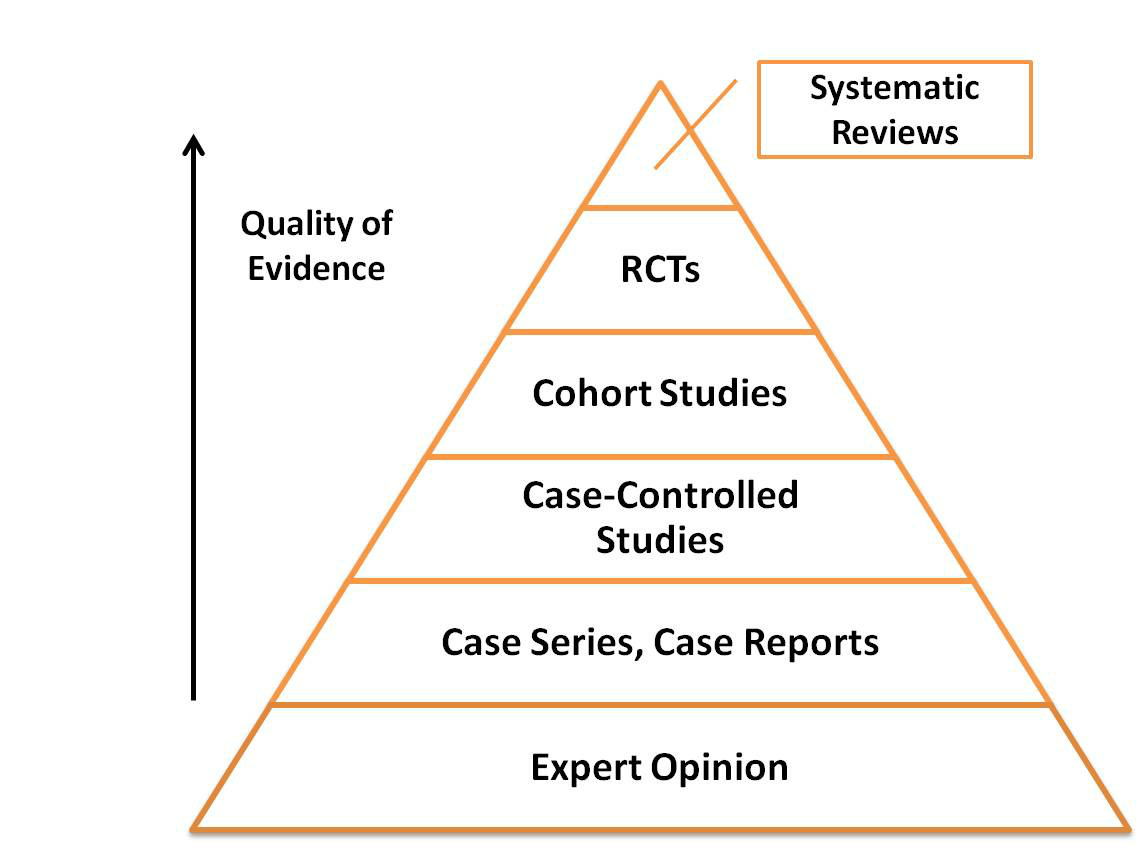 Systematic
Reviews
Quality of
Evidence
RCTs
Cohort Studies
Case-Controlled
Studies
Case Series, Case Reports
Expert Opinion